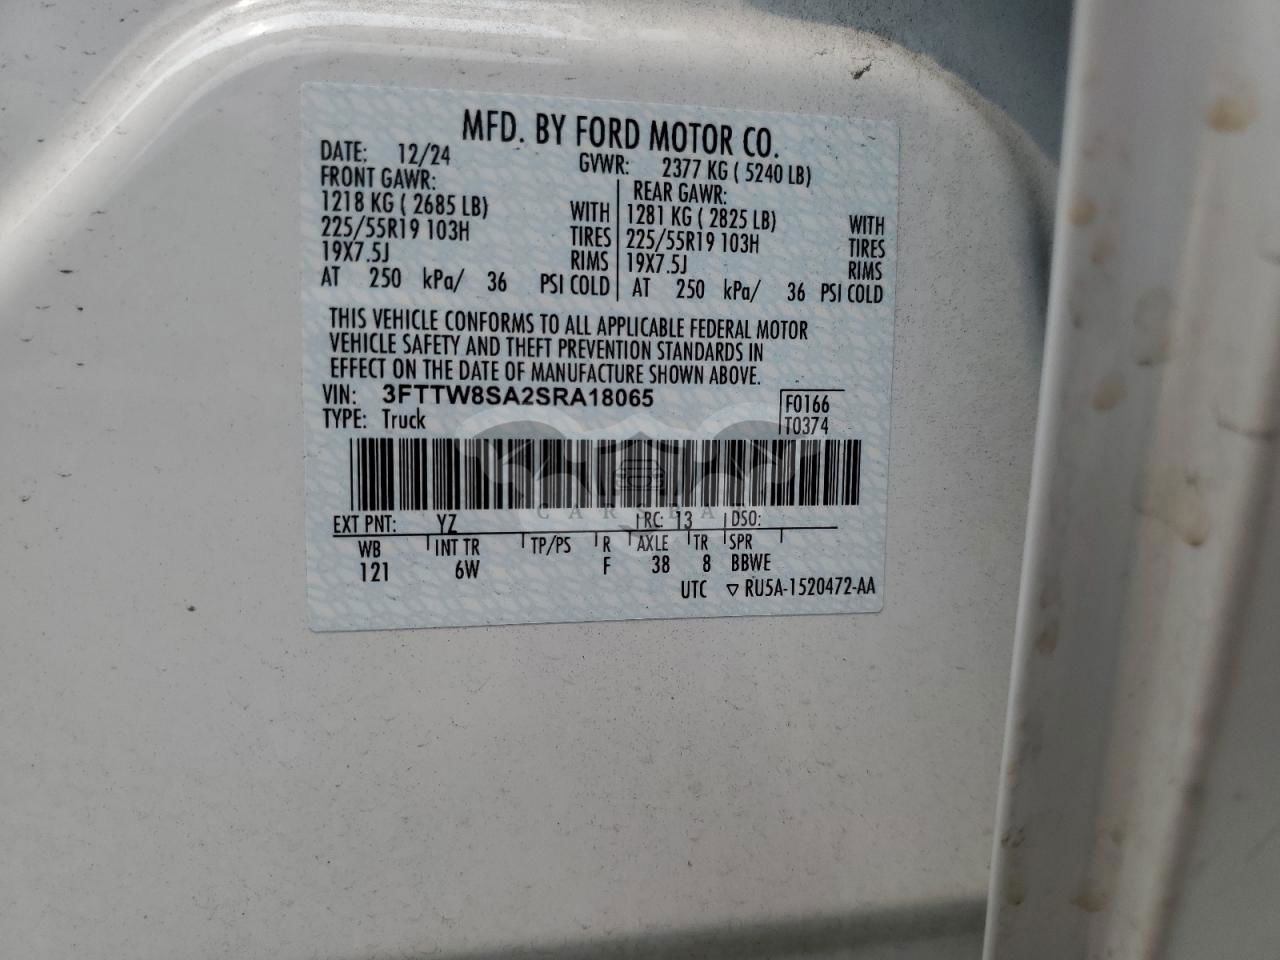 MFD. BY FORD MOTOR CO.
DATE: 12/24 GVWR: 2377 KG ( 5240 LB)
FRONT GAWR: REAR GAWR:
1218 KG ( 2685 LB) WITH 1281 KG ( 2825 LB) WITH
225/55R19 103H TIRES 225/55R19 103H TIRES
19X7.5J RIMS 19X7.5J RIMS
AT 250 kPa/ 36 PSI COLD AT 250 kPa/ 36 PSI COLD
THIS VEHICLE CONFORMS TO ALL APPLICABLE FEDERAL MOTOR
VEHICLE SAFETY AND THEFT PREVENTION STANDARDS IN
EFFECT ON THE DATE OF MANUFACTURE SHOWN ABOVE.
VIN: 3FTTW8SA2SRA18065 F0166
TYPE: Truck T0374
EXT PNT: YZ RC: 13 DSO:
WB INT TR TP/PS R AXLE TR SPR
121 6W F 38 8 BBWE
UTC ▽ RU5A-1520472-AA